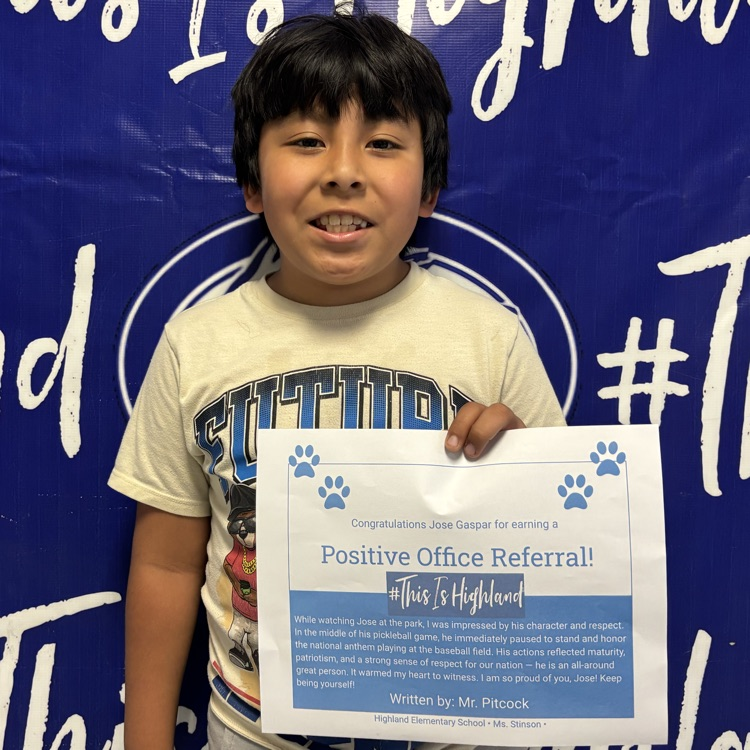 Is Highl
d
#T
FUTUR
Congratulations Jose Gaspar for earning a
Positive Office Referral!
#This Is Highland
While watching Jose at the park, I was impressed by his character and respect.
In the middle of his pickleball game, he immediately paused to stand and honor
the national anthem playing at the baseball field. His actions reflected maturity,
patriotism, and a strong sense of respect for our nation — he is an all-around
great person. It warmed my heart to witness. I am so proud of you, Jose! Keep
being yourself!
Written by: Mr. Pitcock
Highland Elementary School • Ms. Stinson •